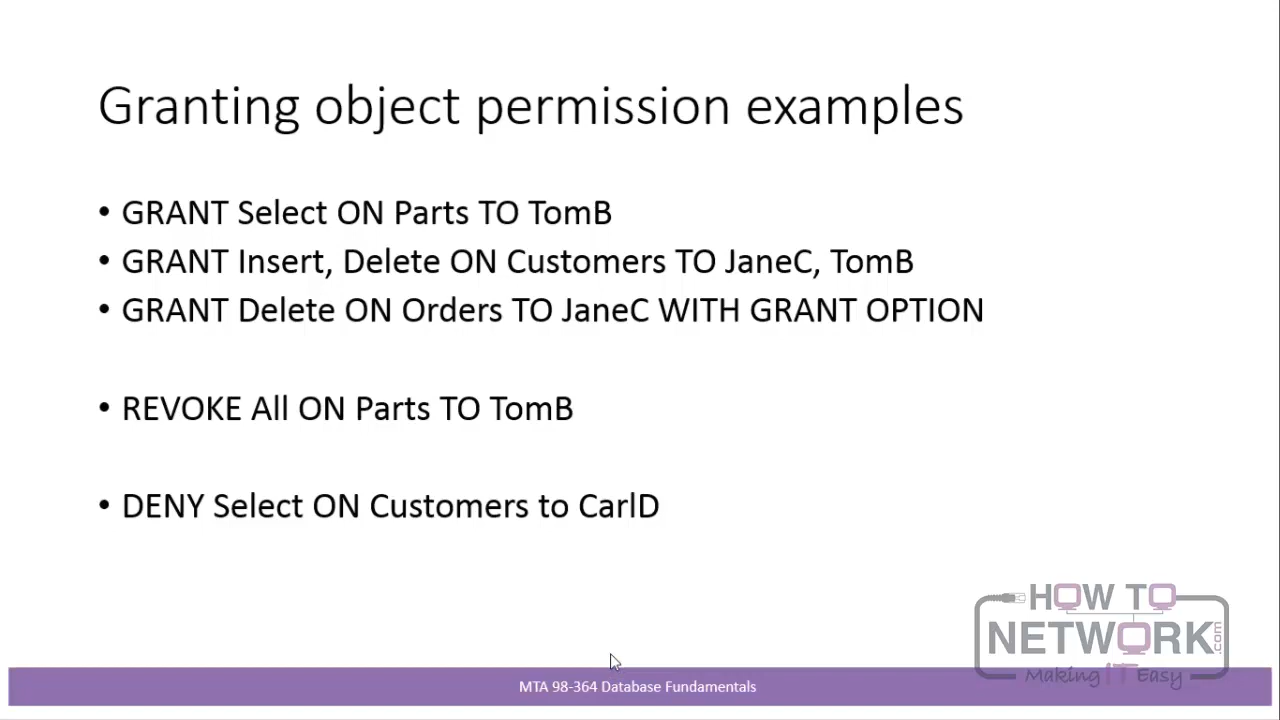 Granting object permission examples
• GRANT Select ON Parts TO TomB
• GRANT Insert, Delete ON Customers TO JaneC, TomB
• GRANT Delete ON Orders TO JaneC WITH GRANT OPTION
• REVOKE All ON Parts TO TomB
• DENY Select ON Customers to CarlD
HOW TO
NETWORK.com
Making IT Easy
MTA 98-364 Database Fundamentals